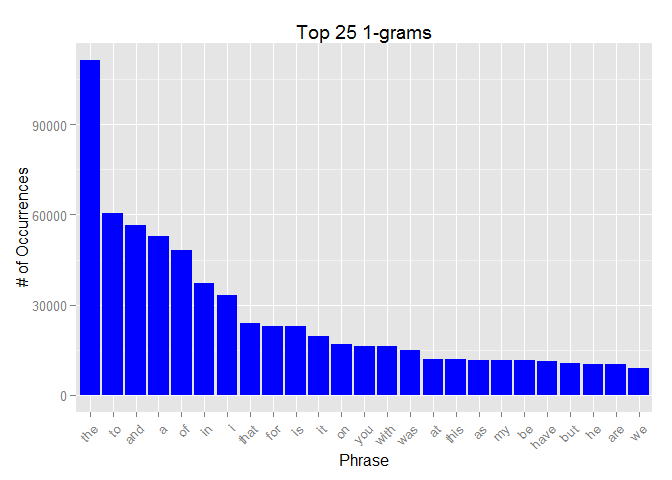 Top 25 1-grams
# of Occurrences
90000
60000
30000
0
the to and a of in i that for is it on you with was at this as my be have but he are we
Phrase